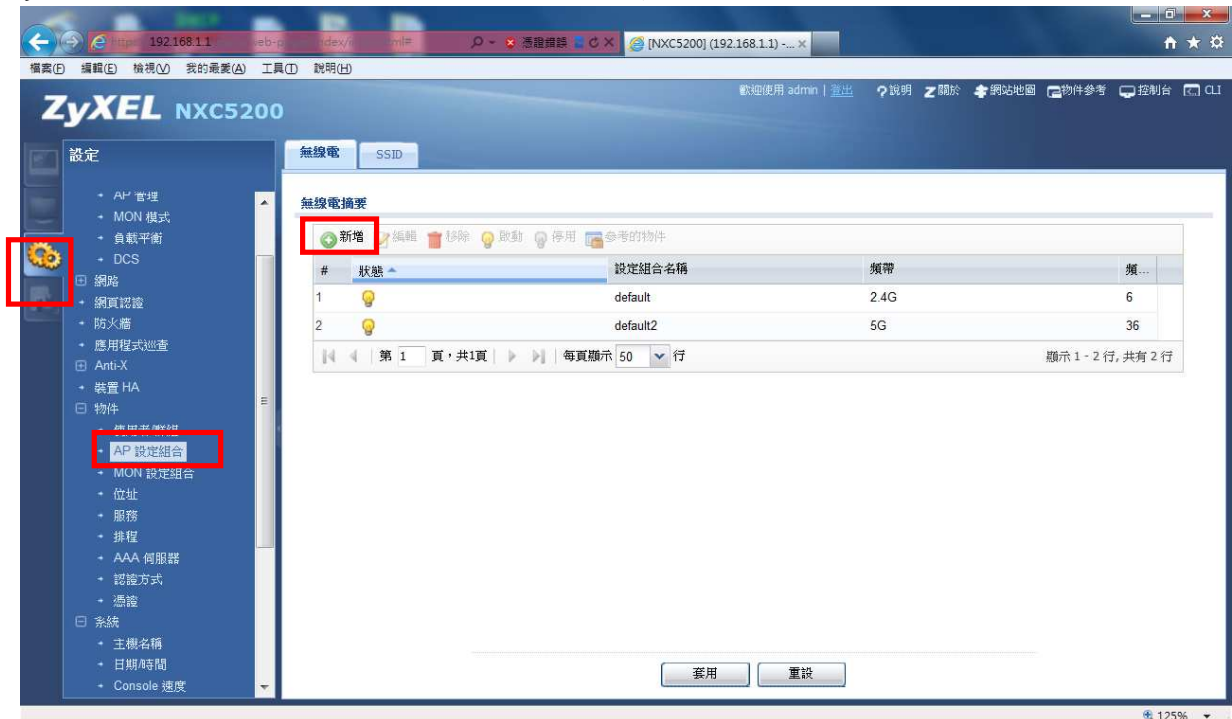 192.168.1.1
憑證錯誤
[NXC5200] (192.168.1.1) -...
檔案(F) 編輯(E) 檢視(V) 我的最愛(A) 工具(T) 說明(H)
ZyXEL NXC5200
歡迎使用 admin | 登出 ?說明 Z關於 網站地圖 物件參考 控制台 CLI
設定
無線電 SSID
AP 管理
MON 模式
負載平衡
DCS
網路
網頁認證
防火牆
應用程式巡查
Anti-X
裝置 HA
物件
使用者/群組
AP 設定組合
MON 設定組合
位址
服務
排程
AAA 伺服器
認證方式
憑證
系統
主機名稱
日期/時間
Console 速度
無線電摘要
新增 編輯 移除 啟動 停用 參考的物件
# 狀態 設定組合名稱 頻帶 頻...
1 default 2.4G 6
2 default2 5G 36
第 1 頁，共1頁 每頁顯示 50 行 顯示 1 - 2 行, 共有 2 行
套用 重設
125%